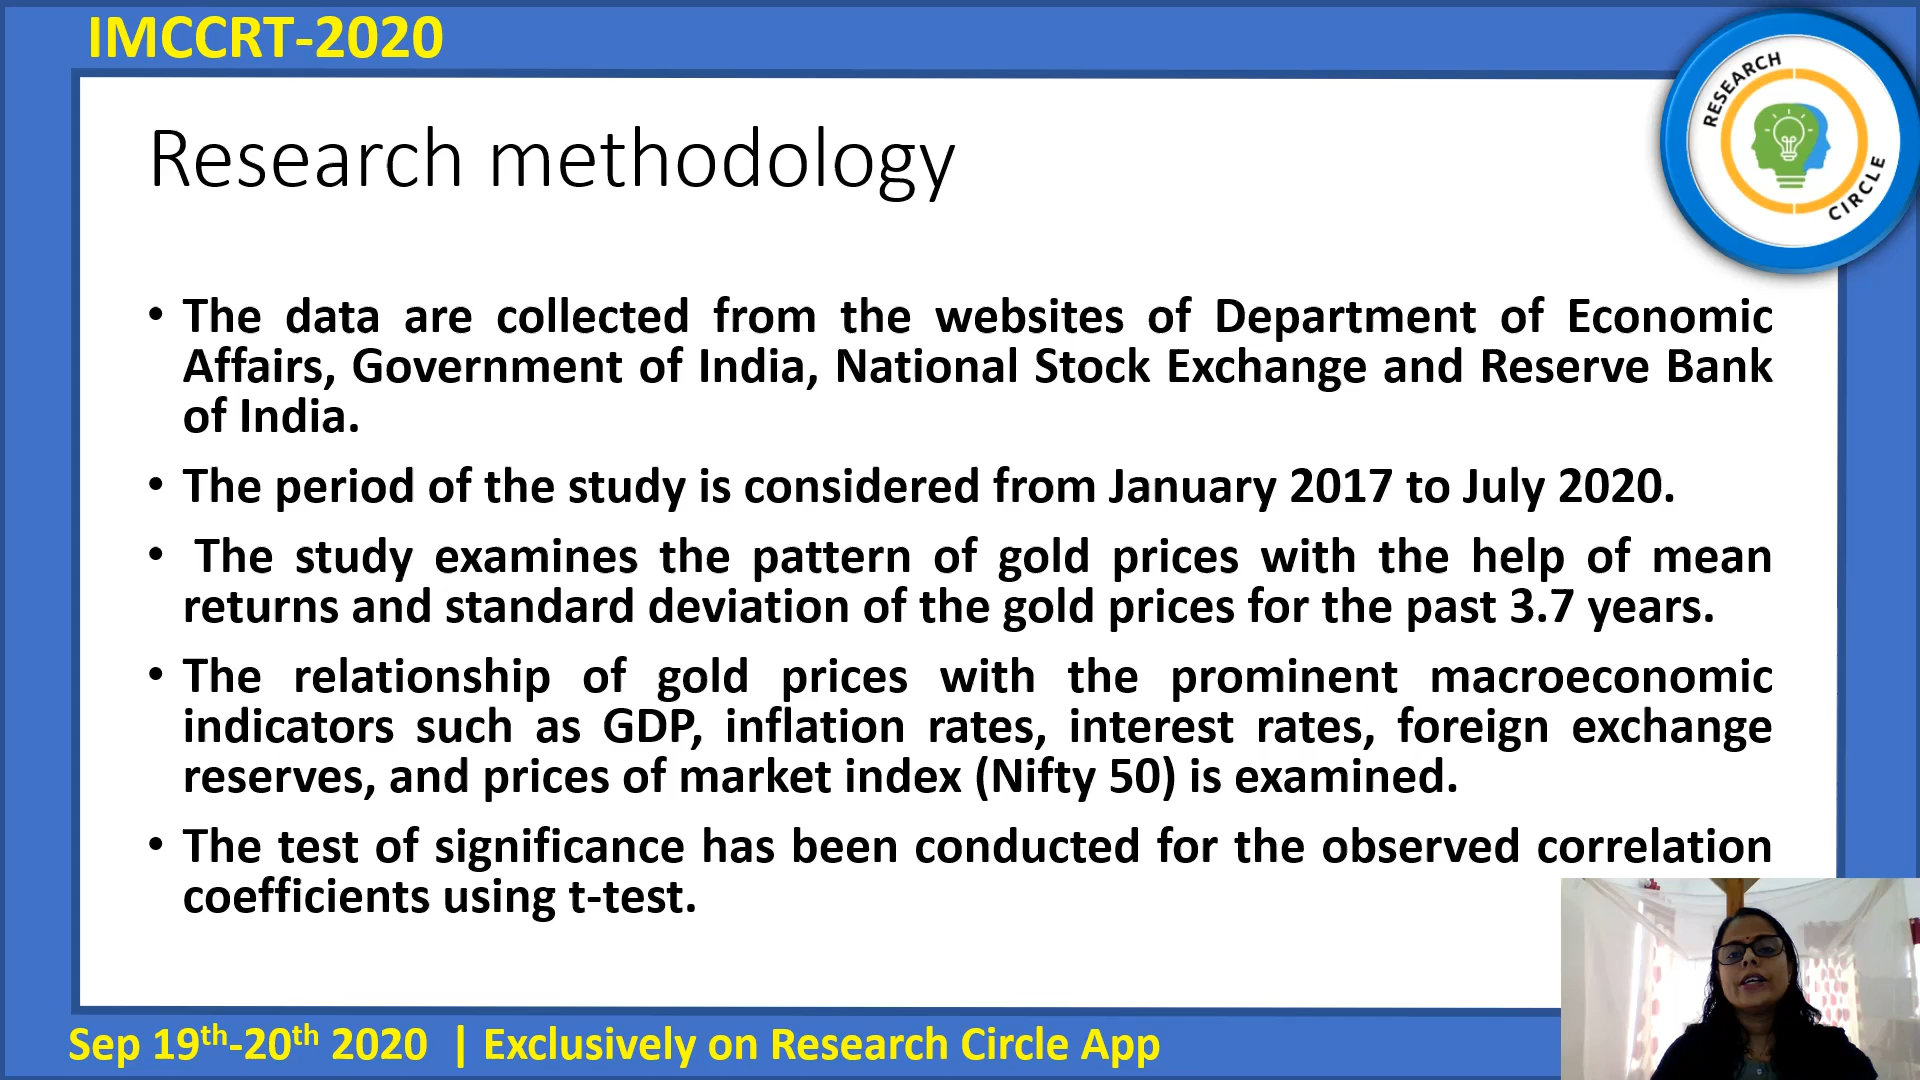 IMCCRT-2020
RESEARCH
CIRCLE
Research methodology
• The data are collected from the websites of Department of Economic
Affairs, Government of India, National Stock Exchange and Reserve Bank
of India.
• The period of the study is considered from January 2017 to July 2020.
• The study examines the pattern of gold prices with the help of mean
returns and standard deviation of the gold prices for the past 3.7 years.
• The relationship of gold prices with the prominent macroeconomic
indicators such as GDP, inflation rates, interest rates, foreign exchange
reserves, and prices of market index (Nifty 50) is examined.
• The test of significance has been conducted for the observed correlation
coefficients using t-test.
Sep 19th-20th 2020 | Exclusively on Research Circle App